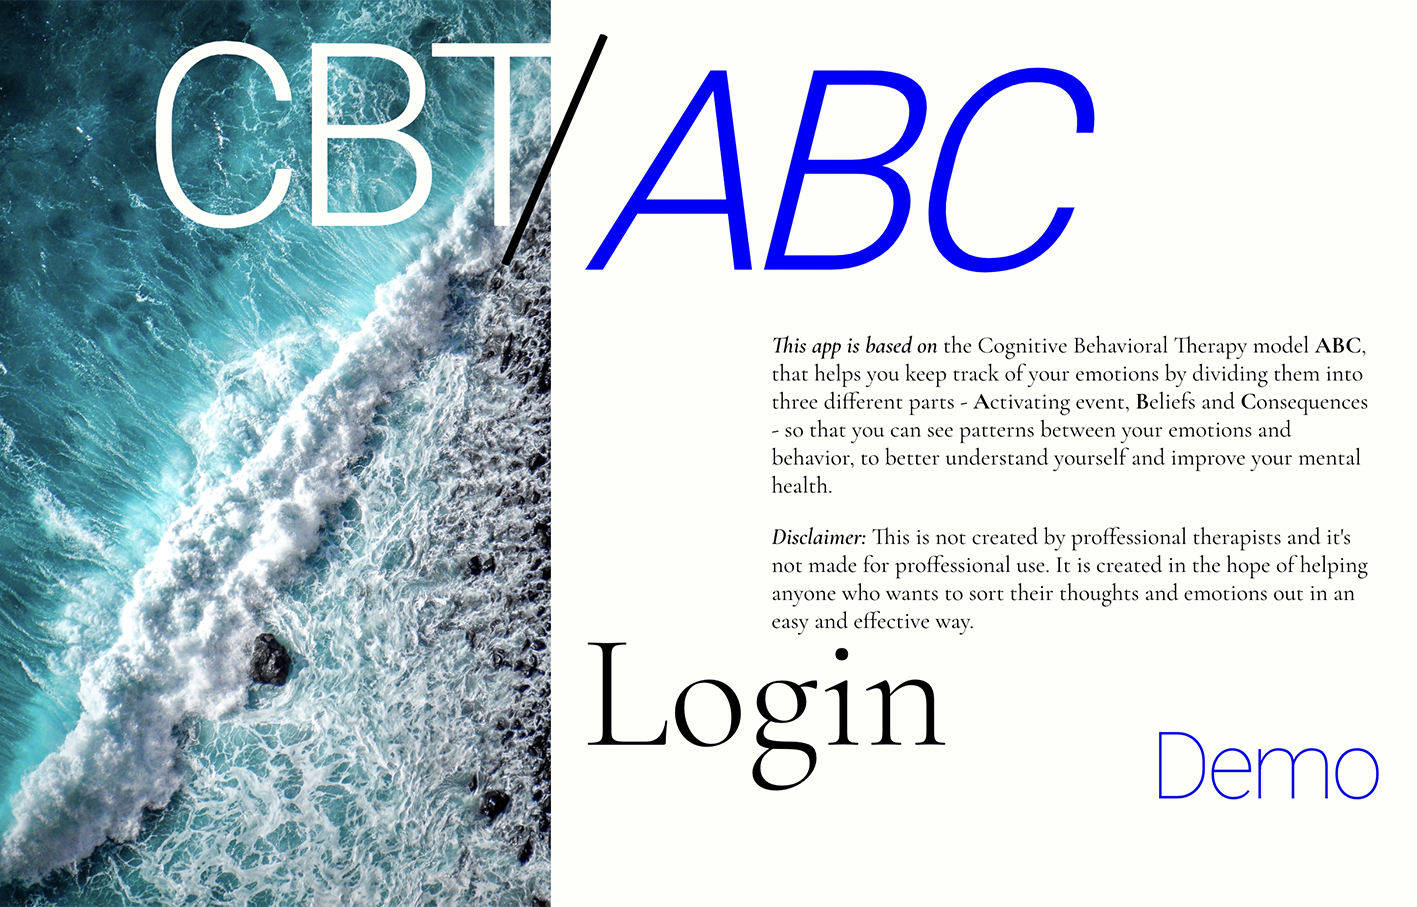 CBT/ABC
This app is based on the Cognitive Behavioral Therapy model ABC,
that helps you keep track of your emotions by dividing them into
three different parts - Activating event, Beliefs and Consequences
- so that you can see patterns between your emotions and
behavior, to better understand yourself and improve your mental
health.
Disclaimer: This is not created by proffessional therapists and it's
not made for proffessional use. It is created in the hope of helping
anyone who wants to sort their thoughts and emotions out in an
easy and effective way.
Login
Demo